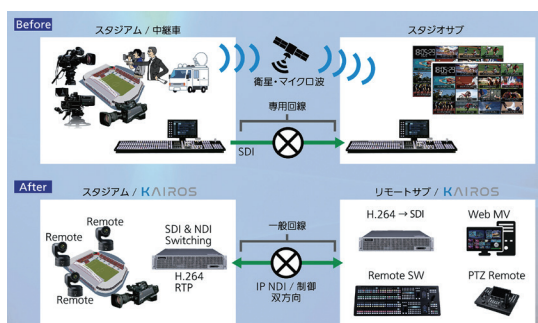 Before
スタジアム / 中継車
スタジオサブ
衛星・マイクロ波
専用回線
SDI
After
スタジアム / KAIROS
リモートサブ / KAIROS
Remote
Remote
Remote
SDI & NDI
Switching
H.264
RTP
一般回線
IP NDI / 制御
双方向
H.264 → SDI
Web MV
Remote SW
PTZ Remote